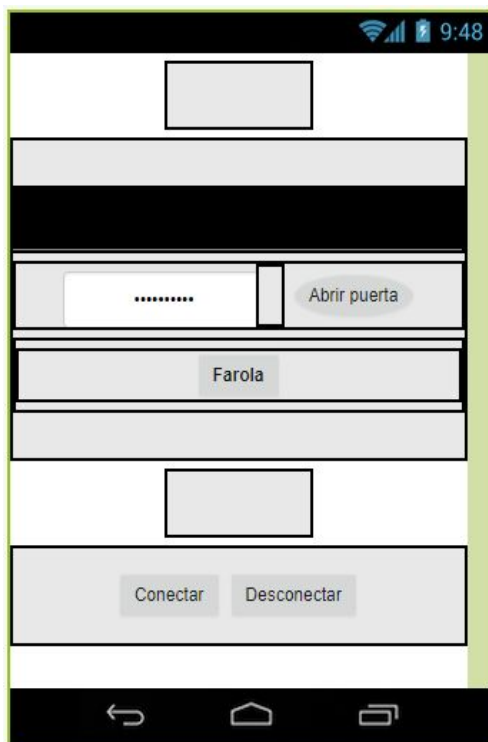 9:48
••••••••••
Abrir puerta
Farola
Conectar
Desconectar